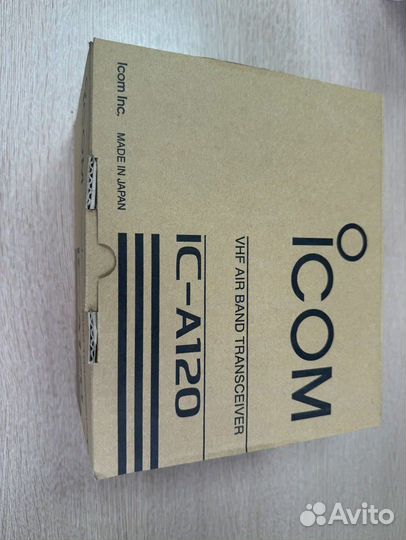 ICOM
VHF AIR BAND TRANSCEIVER
IC-A120
Icom Inc. MADE IN JAPAN
Avito